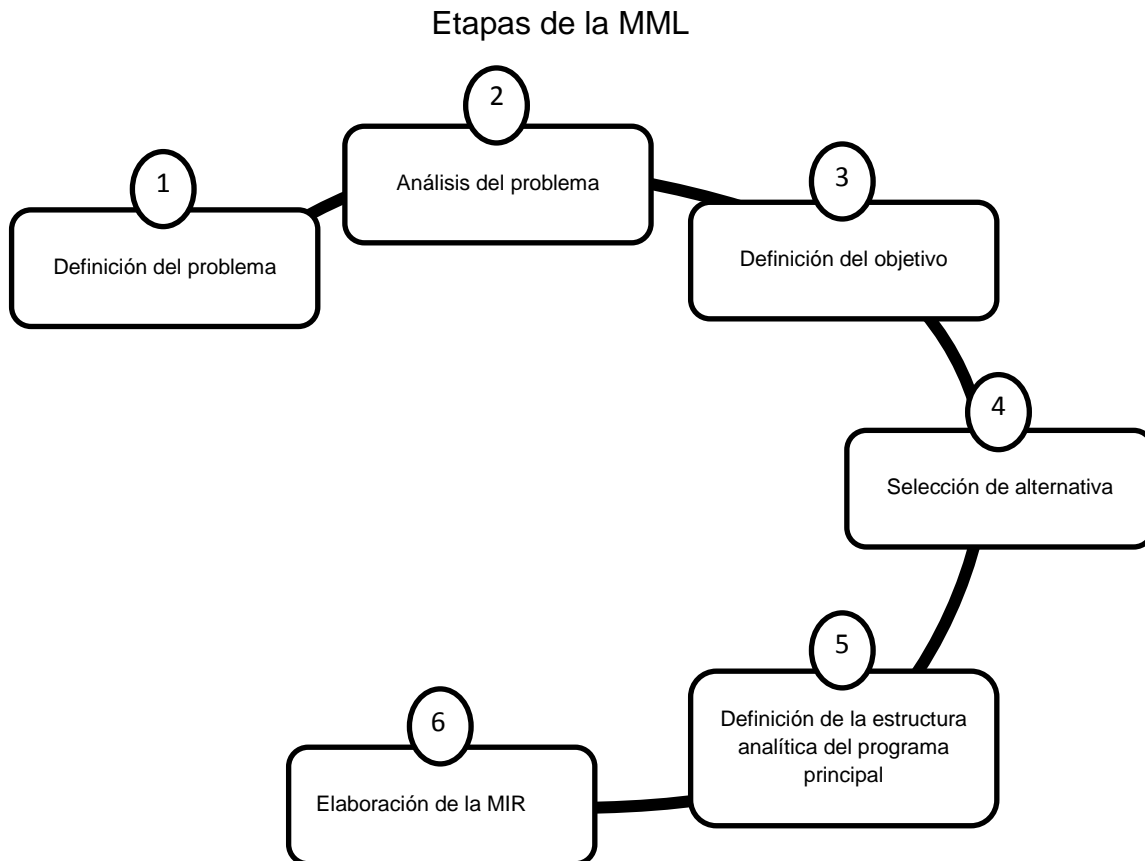 Etapas de la MML
1
Definición del problema
2
Análisis del problema
3
Definición del objetivo
4
Selección de alternativa
5
Definición de la estructura
analítica del programa
principal
6
Elaboración de la MIR